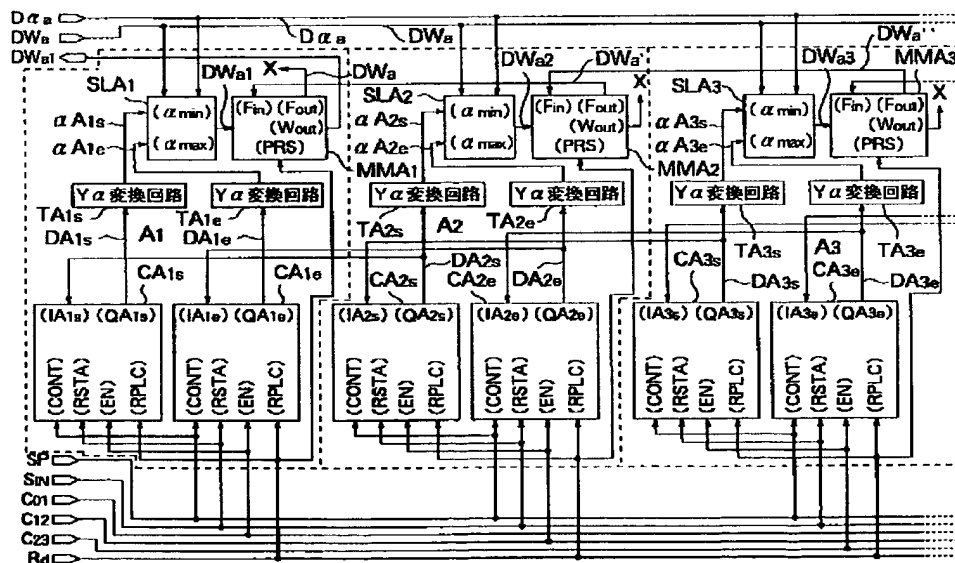 Dαa
DWa
DWa1
Dαa
DWa
DWa''
MMA3
DWa1
DWa
DWa2
DWa'
DWa3
X
X
X
SLA1
SLA2
SLA3
(αmin)
(αmax)
(Fin) (Fout)
(Wout)
(PRS)
(αmin)
(αmax)
(Fin) (Fout)
(Wout)
(PRS)
(αmin)
(αmax)
(Fin) (Fout)
(Wout)
(PRS)
αA1s
αA1e
αA2s
αA2e
αA3s
αA3e
MMA1
MMA2
Yα変換回路
Yα変換回路
Yα変換回路
Yα変換回路
Yα変換回路
Yα変換回路
TA1s
TA1e
TA2s
TA2e
TA3s
TA3e
DA1s
A1
DA1e
A2
DA2s
DA2e
A3
DA3s
DA3e
CA1s
CA1e
CA2s
CA2e
CA3s
CA3e
(IA1s) (QA1s)
(IA1e) (QA1e)
(IA2s) (QA2s)
(IA2e) (QA2e)
(IA3s) (QA3s)
(IA3e) (QA3e)
(CONT)
(RSTA)
(EN)
(RPLC)
(CONT)
(RSTA)
(EN)
(RPLC)
(CONT)
(RSTA)
(EN)
(RPLC)
(CONT)
(RSTA)
(EN)
(RPLC)
(CONT)
(RSTA)
(EN)
(RPLC)
(CONT)
(RSTA)
(EN)
(RPLC)
SP
SIN
C01
C12
C23
Rd